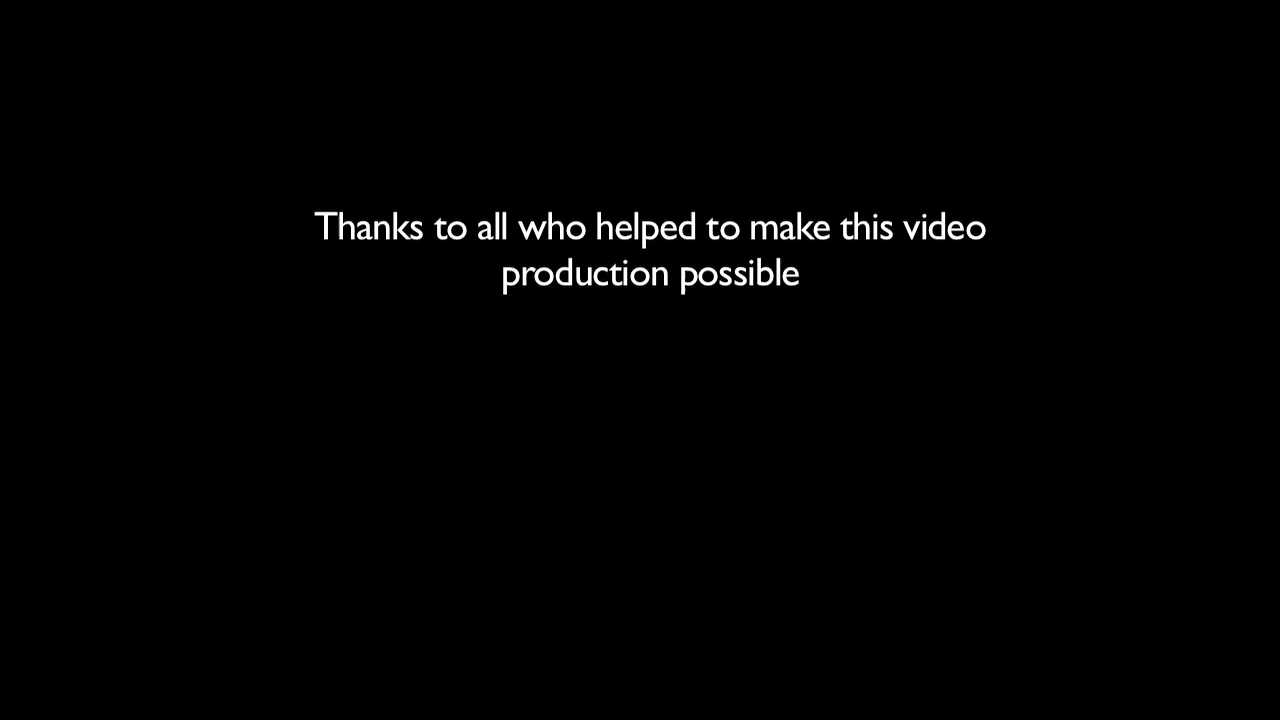 Thanks to all who helped to make this video
production possible